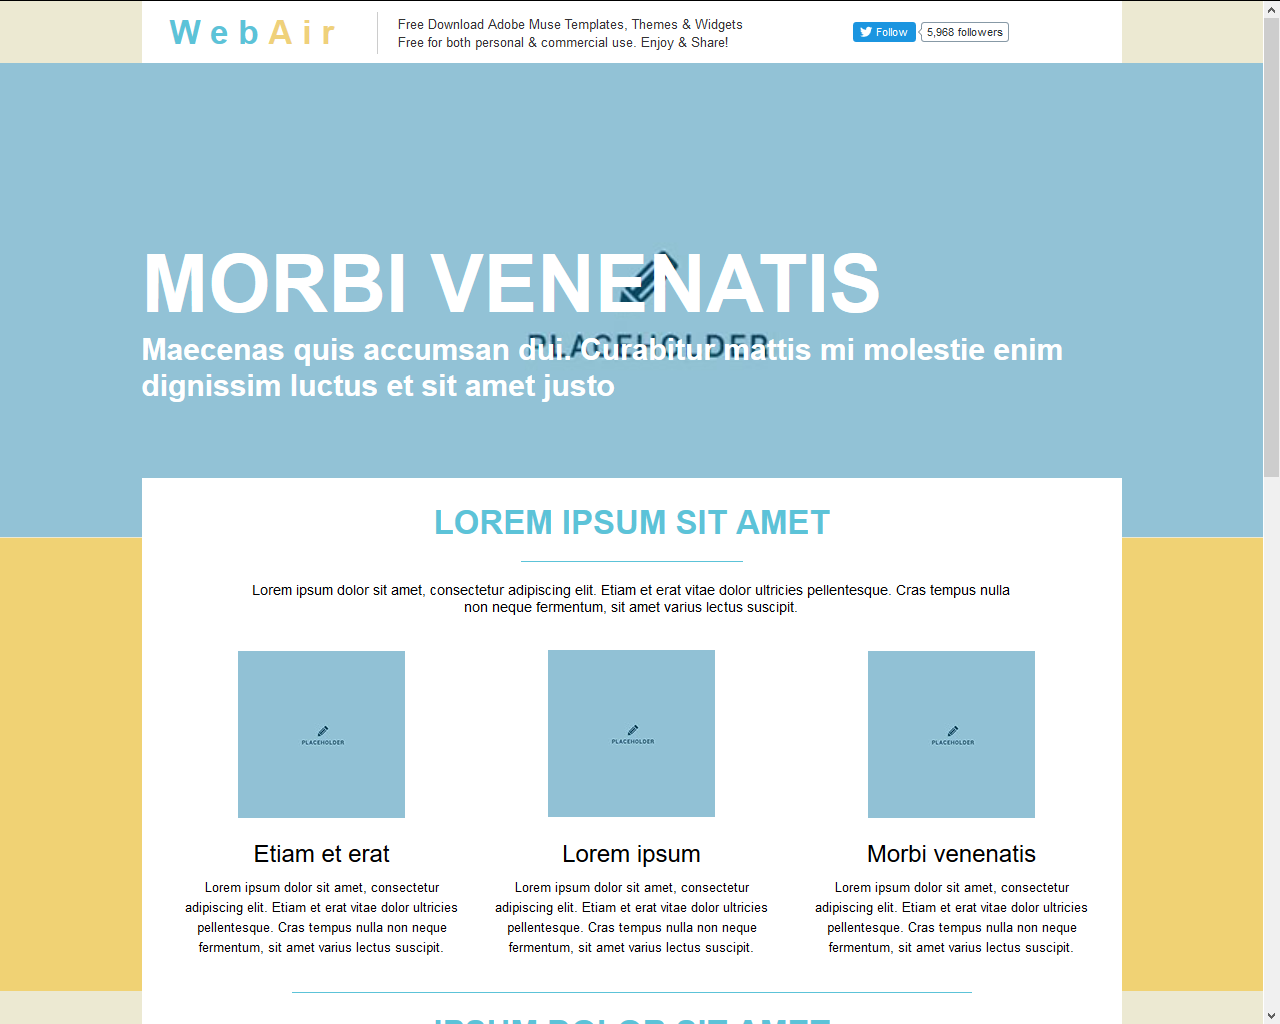 WebAir
Free Download Adobe Muse Templates, Themes & Widgets
Free for both personal & commercial use. Enjoy & Share!
Follow
5,968 followers
MORBI VENENATIS
PLACEHOLDER
Maecenas quis accumsan dui. Curabitur mattis mi molestie enim
dignissim luctus et sit amet justo
LOREM IPSUM SIT AMET
Lorem ipsum dolor sit amet, consectetur adipiscing elit. Etiam et erat vitae dolor ultricies pellentesque. Cras tempus nulla
non neque fermentum, sit amet varius lectus suscipit.
PLACEHOLDER
PLACEHOLDER
PLACEHOLDER
Etiam et erat
Lorem ipsum dolor sit amet, consectetur
adipiscing elit. Etiam et erat vitae dolor ultricies
pellentesque. Cras tempus nulla non neque
fermentum, sit amet varius lectus suscipit.
Lorem ipsum
Lorem ipsum dolor sit amet, consectetur
adipiscing elit. Etiam et erat vitae dolor ultricies
pellentesque. Cras tempus nulla non neque
fermentum, sit amet varius lectus suscipit.
Morbi venenatis
Lorem ipsum dolor sit amet, consectetur
adipiscing elit. Etiam et erat vitae dolor ultricies
pellentesque. Cras tempus nulla non neque
fermentum, sit amet varius lectus suscipit.
IPSUM DOLOR SIT AMET